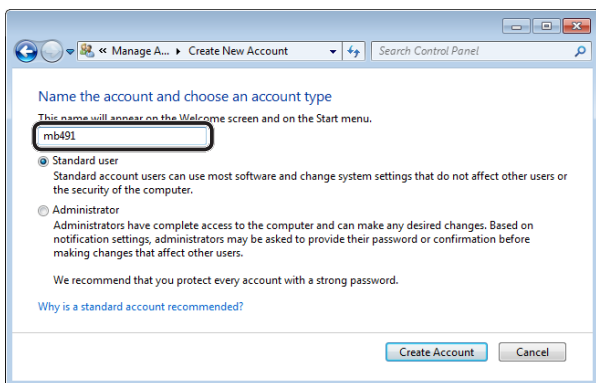 « Manage A... ▸ Create New Account Search Control Panel
Name the account and choose an account type
This name will appear on the Welcome screen and on the Start menu.
mb491
Standard user
Standard account users can use most software and change system settings that do not affect other users or
the security of the computer.
Administrator
Administrators have complete access to the computer and can make any desired changes. Based on
notification settings, administrators may be asked to provide their password or confirmation before
making changes that affect other users.
We recommend that you protect every account with a strong password.
Why is a standard account recommended?
Create Account Cancel